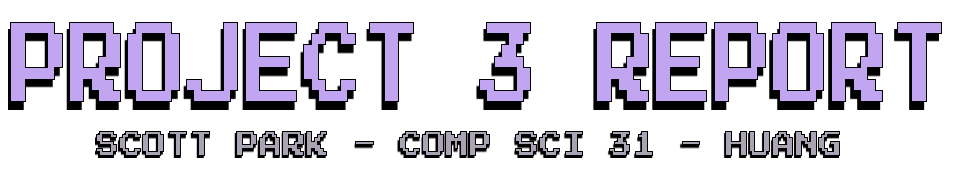 PROJECT 3 REPORT
SCOTT PARK - COMP SCI 31 - HUANG